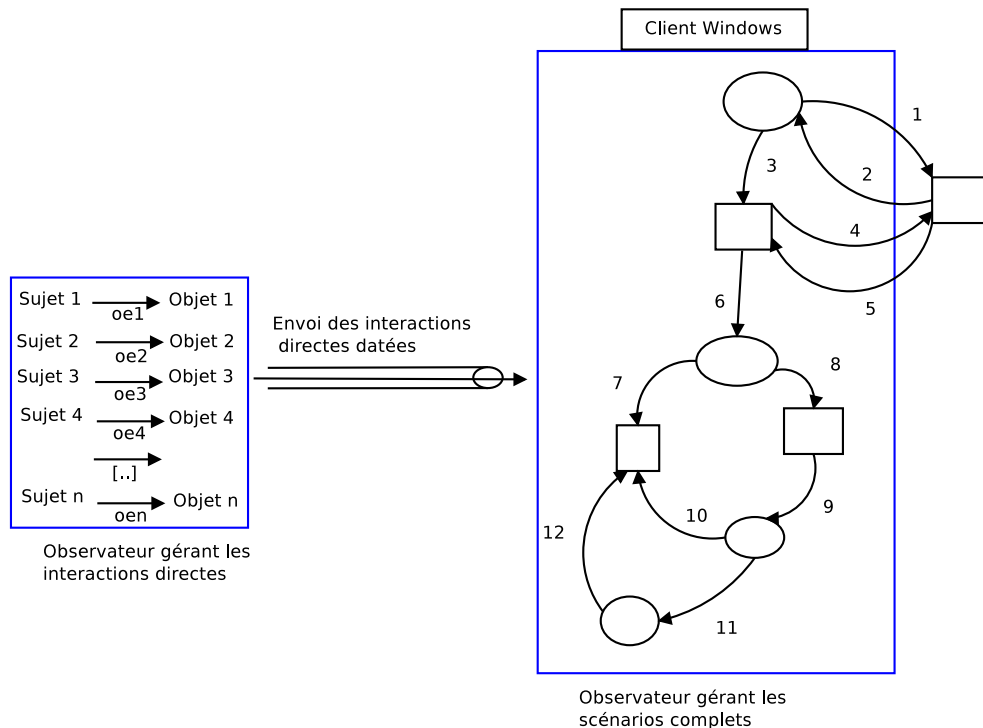 Client Windows
1
2
3
4
5
6
7
8
9
10
11
12
Sujet 1 oe1 Objet 1
Sujet 2 oe2 Objet 2
Sujet 3 oe3 Objet 3
Sujet 4 oe4 Objet 4
[..]
Sujet n oen Objet n
Envoi des interactions
directes datées
Observateur gérant les
interactions directes
Observateur gérant les
scénarios complets